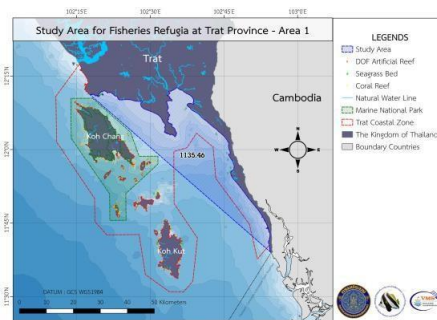 Study Area for Fisheries Refugia at Trat Province - Area 1
102°15'E 102°30'E 102°45'E
12°15'N
12°0'N
11°45'N
11°30'N
Trat
Cambodia
Koh Chang
1135.46
Koh Kut
N
W E
S
DATUM : GCS WGS1984
0 10 20 30 40 50 Kilometers
LEGENDS
Study Area
DOF Artificial Reef
Seagrass Bed
Coral Reef
Natural Water Line
Marine National Park
Trat Coastal Zone
The Kingdom of Thailand
Boundary Countries